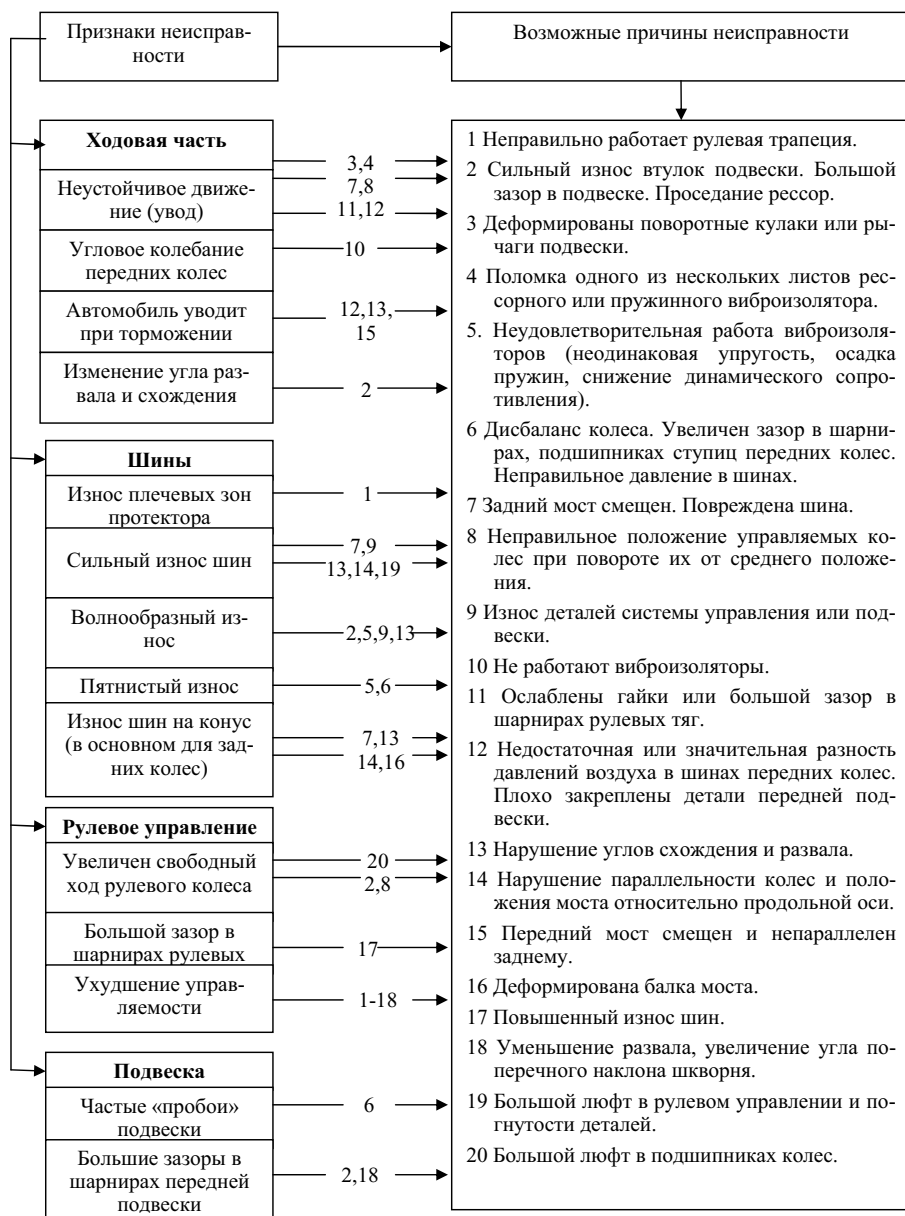 Признаки неисправ-
ности
Возможные причины неисправности
Ходовая часть
3,4
Неустойчивое движе-
ние (увод)
7,8
11,12
Угловое колебание
передних колес
10
Автомобиль уводит
при торможении
12,13,
15
Изменение угла раз-
вала и схождения
2
Шины
Износ плечевых зон
протектора
1
Сильный износ шин
7,9
13,14,19
Волнообразный из-
нос
2,5,9,13
Пятнистый износ
5,6
Износ шин на конус
(в основном для зад-
них колес)
7,13
14,16
Рулевое управление
Увеличен свободный
ход рулевого колеса
20
2,8
Большой зазор в
шарнирах рулевых
17
Ухудшение управ-
ляемости
1-18
Подвеска
Частые «пробои»
подвески
6
Большие зазоры в
шарнирах передней
подвески
2,18
1 Неправильно работает рулевая трапеция.
2 Сильный износ втулок подвески. Большой
зазор в подвеске. Проседание рессор.
3 Деформированы поворотные кулаки или ры-
чаги подвески.
4 Поломка одного из нескольких листов рес-
сорного или пружинного виброизолятора.
5. Неудовлетворительная работа виброизоля-
торов (неодинаковая упругость, осадка
пружин, снижение динамического сопро-
тивления).
6 Дисбаланс колеса. Увеличен зазор в шарни-
рах, подшипниках ступиц передних колес.
Неправильное давление в шинах.
7 Задний мост смещен. Повреждена шина.
8 Неправильное положение управляемых ко-
лес при повороте их от среднего положе-
ния.
9 Износ деталей системы управления или под-
вески.
10 Не работают виброизоляторы.
11 Ослаблены гайки или большой зазор в
шарнирах рулевых тяг.
12 Недостаточная или значительная разность
давлений воздуха в шинах передних колес.
Плохо закреплены детали передней под-
вески.
13 Нарушение углов схождения и развала.
14 Нарушение параллельности колес и поло-
жения моста относительно продольной оси.
15 Передний мост смещен и непараллелен
заднему.
16 Деформирована балка моста.
17 Повышенный износ шин.
18 Уменьшение развала, увеличение угла по-
перечного наклона шкворня.
19 Большой люфт в рулевом управлении и по-
гнутости деталей.
20 Большой люфт в подшипниках колес.